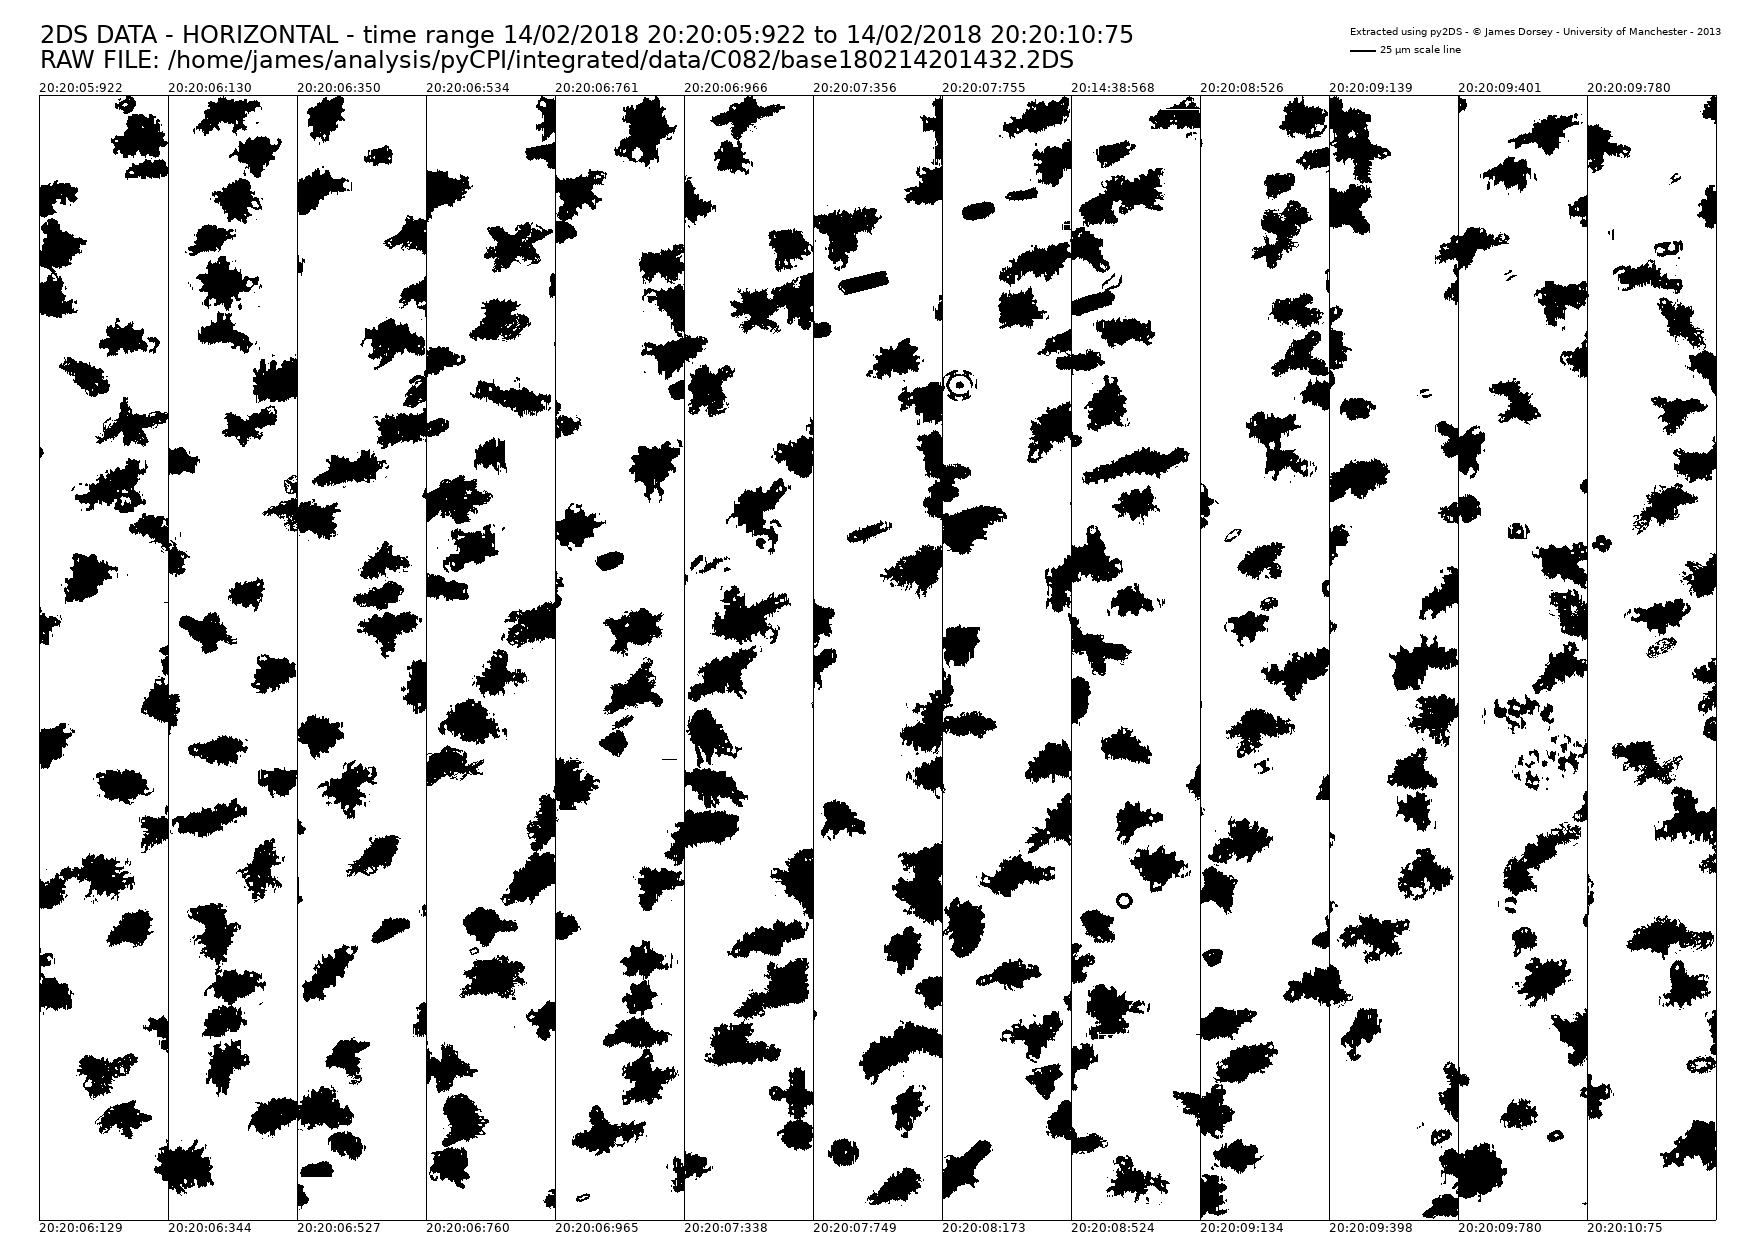 2DS DATA - HORIZONTAL - time range 14/02/2018 20:20:05:922 to 14/02/2018 20:20:10:75
RAW FILE: /home/james/analysis/pyCPI/integrated/data/C082/base180214201432.2DS
Extracted using py2DS - © James Dorsey - University of Manchester - 2013
25 µm scale line
20:20:05:922 20:20:06:130 20:20:06:350 20:20:06:534 20:20:06:761 20:20:06:966 20:20:07:356 20:20:07:755 20:14:38:568 20:20:08:526 20:20:09:139 20:20:09:401 20:20:09:780
20:20:06:129 20:20:06:344 20:20:06:527 20:20:06:760 20:20:06:965 20:20:07:338 20:20:07:749 20:20:08:173 20:20:08:524 20:20:09:134 20:20:09:398 20:20:09:780 20:20:10:75